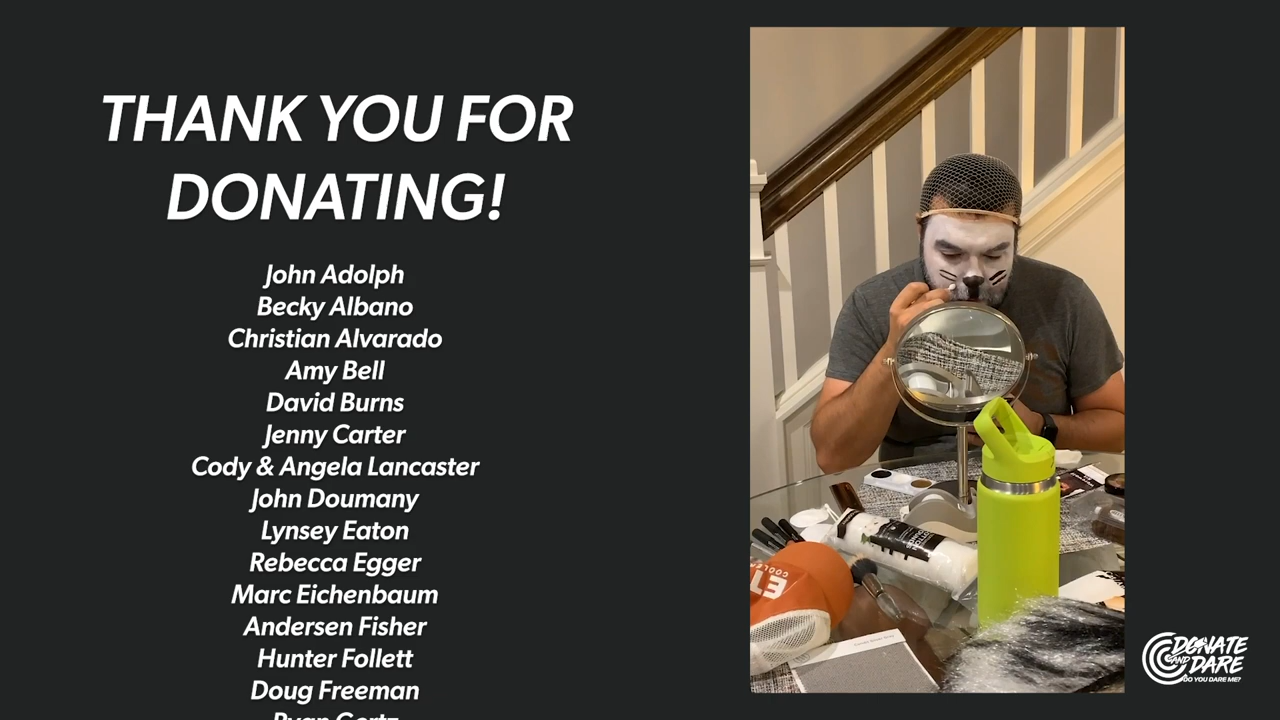 THANK YOU FOR
DONATING!
John Adolph
Becky Albano
Christian Alvarado
Amy Bell
David Burns
Jenny Carter
Cody & Angela Lancaster
John Doumany
Lynsey Eaton
Rebecca Egger
Marc Eichenbaum
Andersen Fisher
Hunter Follett
Doug Freeman
Ryan Gertz
DONATE
AND DARE
DO YOU DARE ME?